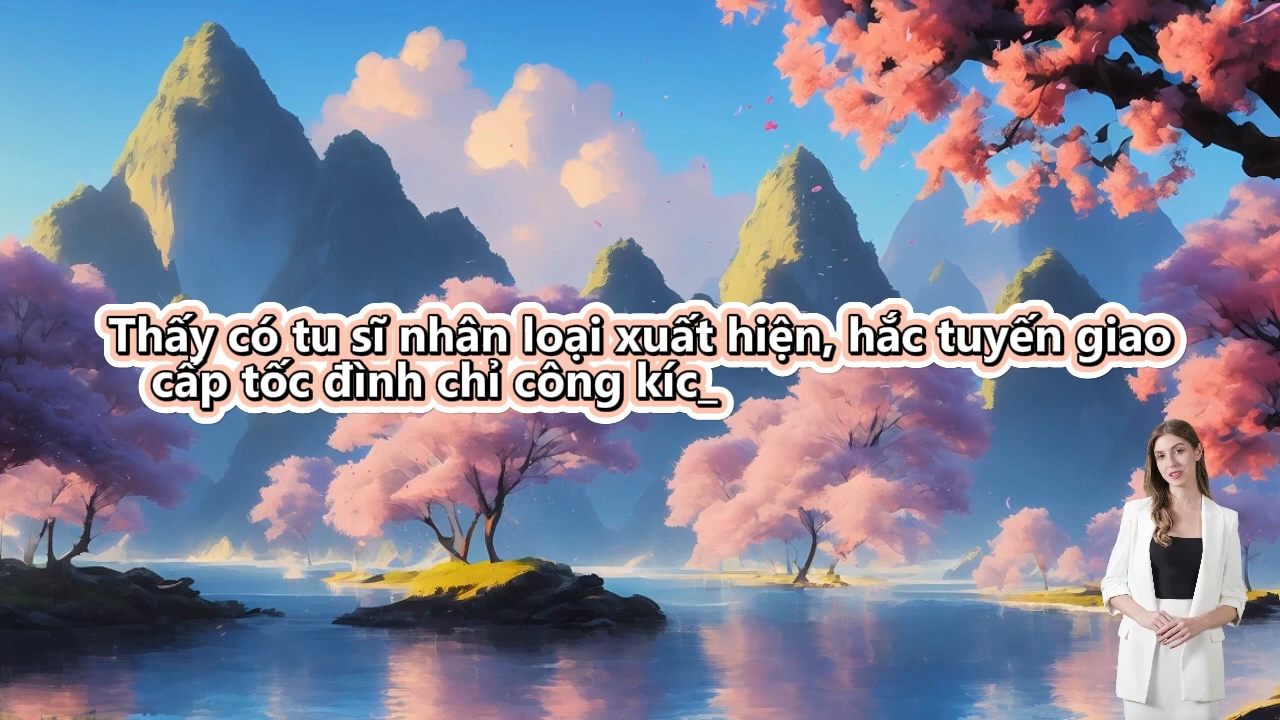 Thấy có tu sĩ nhân loại xuất hiện, hắc tuyến giao
cấp tốc đình chỉ công kíc_